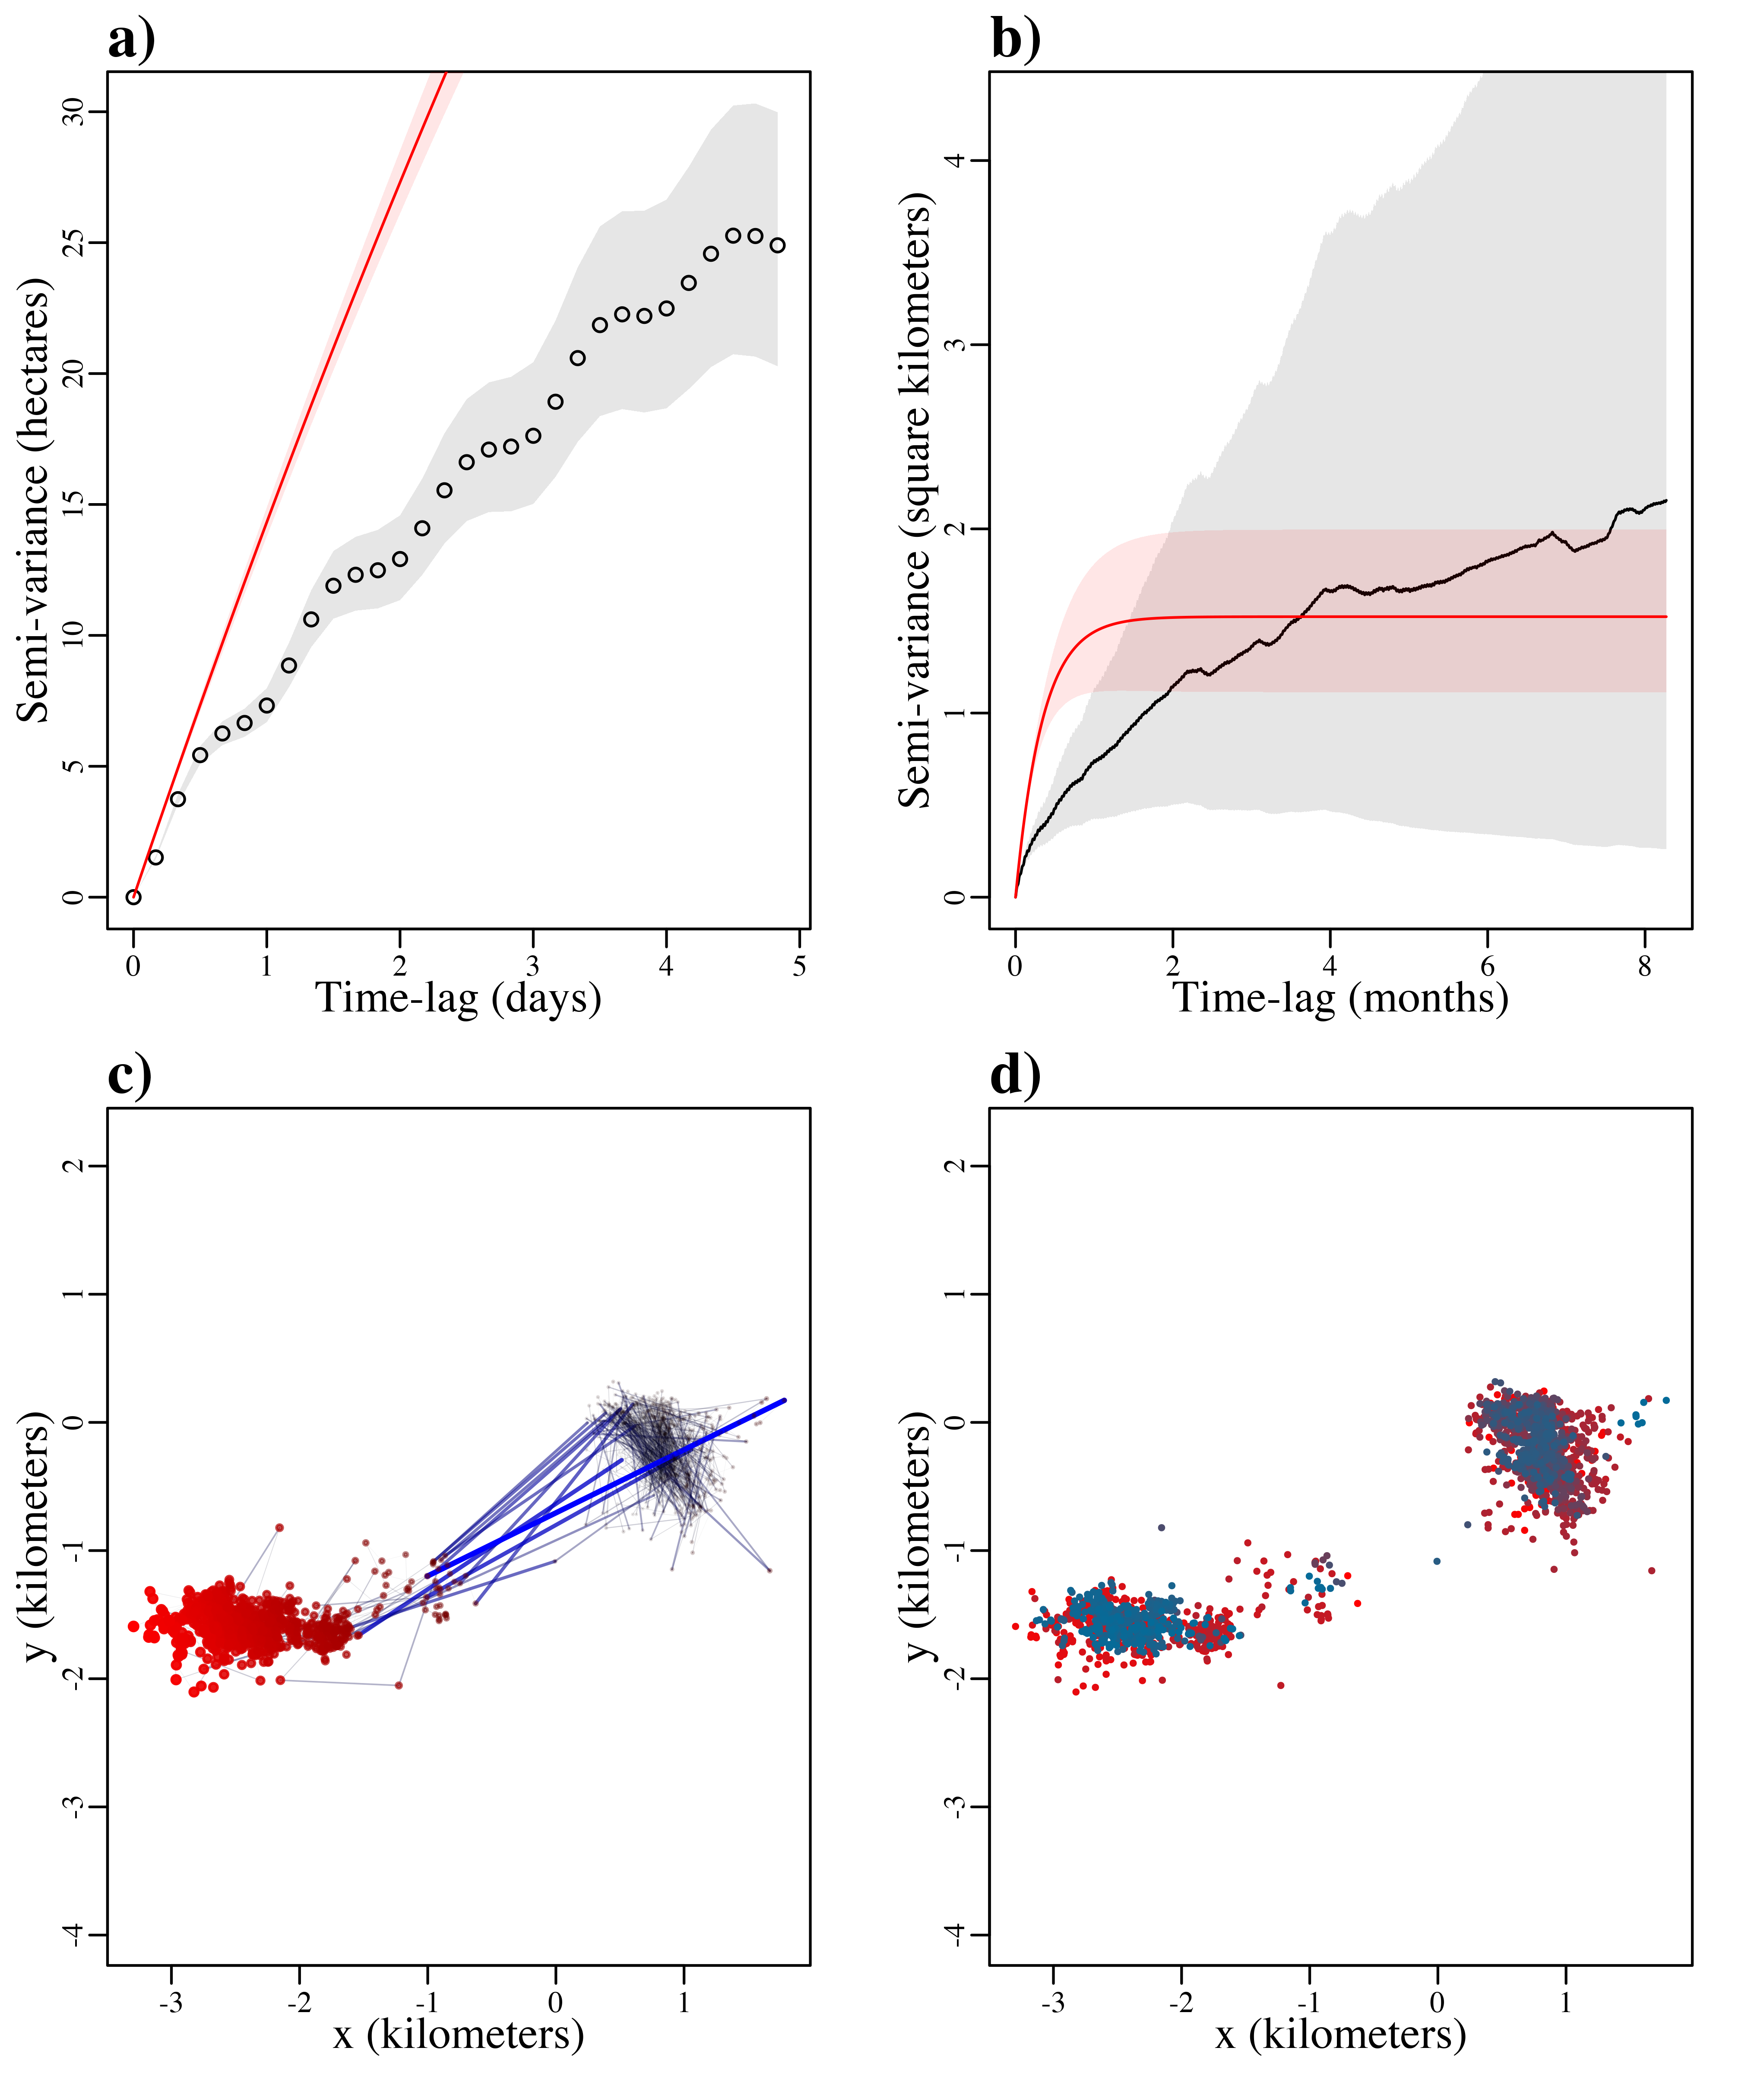 a)
Semi-variance (hectares)
30
25
20
15
10
5
0
0 1 2 3 4 5
Time-lag (days)
b)
Semi-variance (square kilometers)
4
3
2
1
0
0 2 4 6 8
Time-lag (months)
c)
y (kilometers)
2
1
0
-1
-2
-3
-4
-3 -2 -1 0 1
x (kilometers)
d)
y (kilometers)
2
1
0
-1
-2
-3
-4
-3 -2 -1 0 1
x (kilometers)